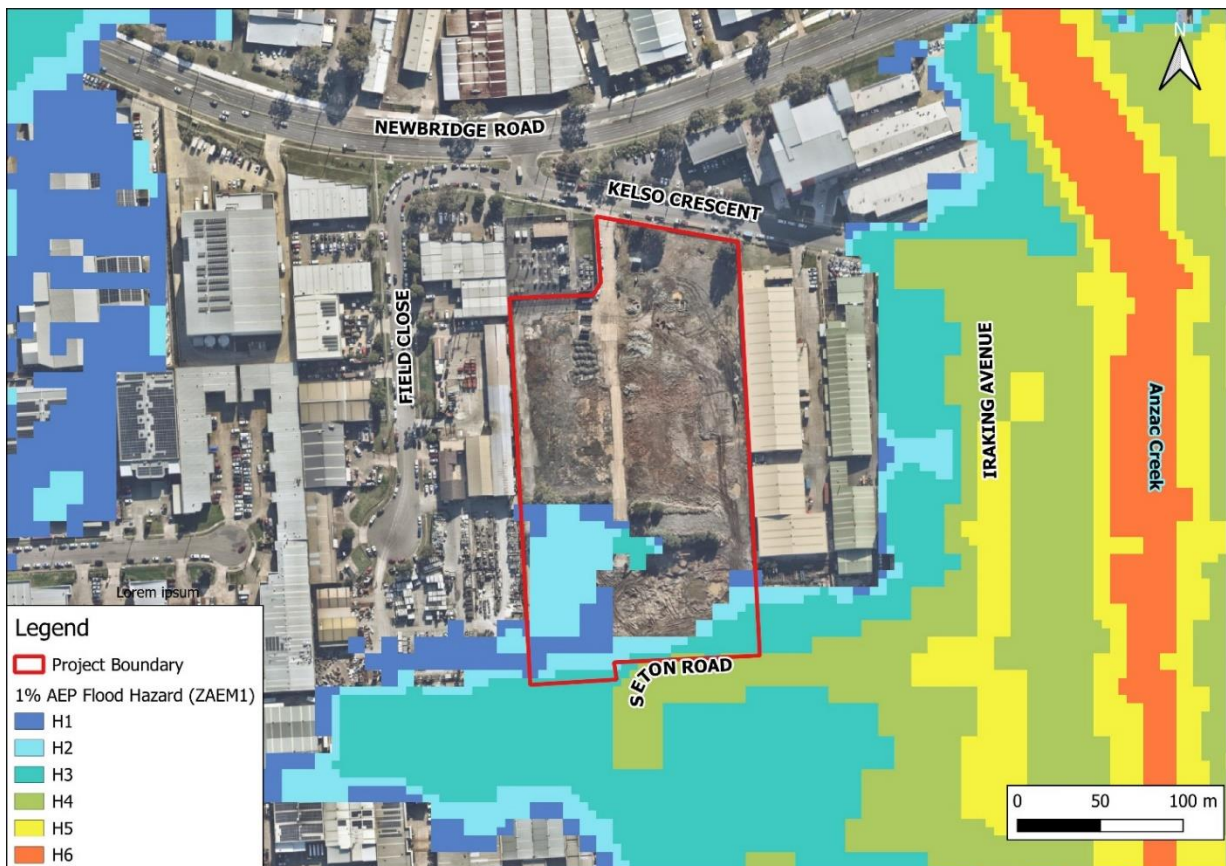 N
NEWBRIDGE ROAD
KELSO CRESCENT
FIELD CLOSE
IRAKING AVENUE
Anzac Creek
SETON ROAD
Lorem ipsum
Legend
Project Boundary
1% AEP Flood Hazard (ZAEM1)
H1
H2
H3
H4
H5
H6
0 50 100 m